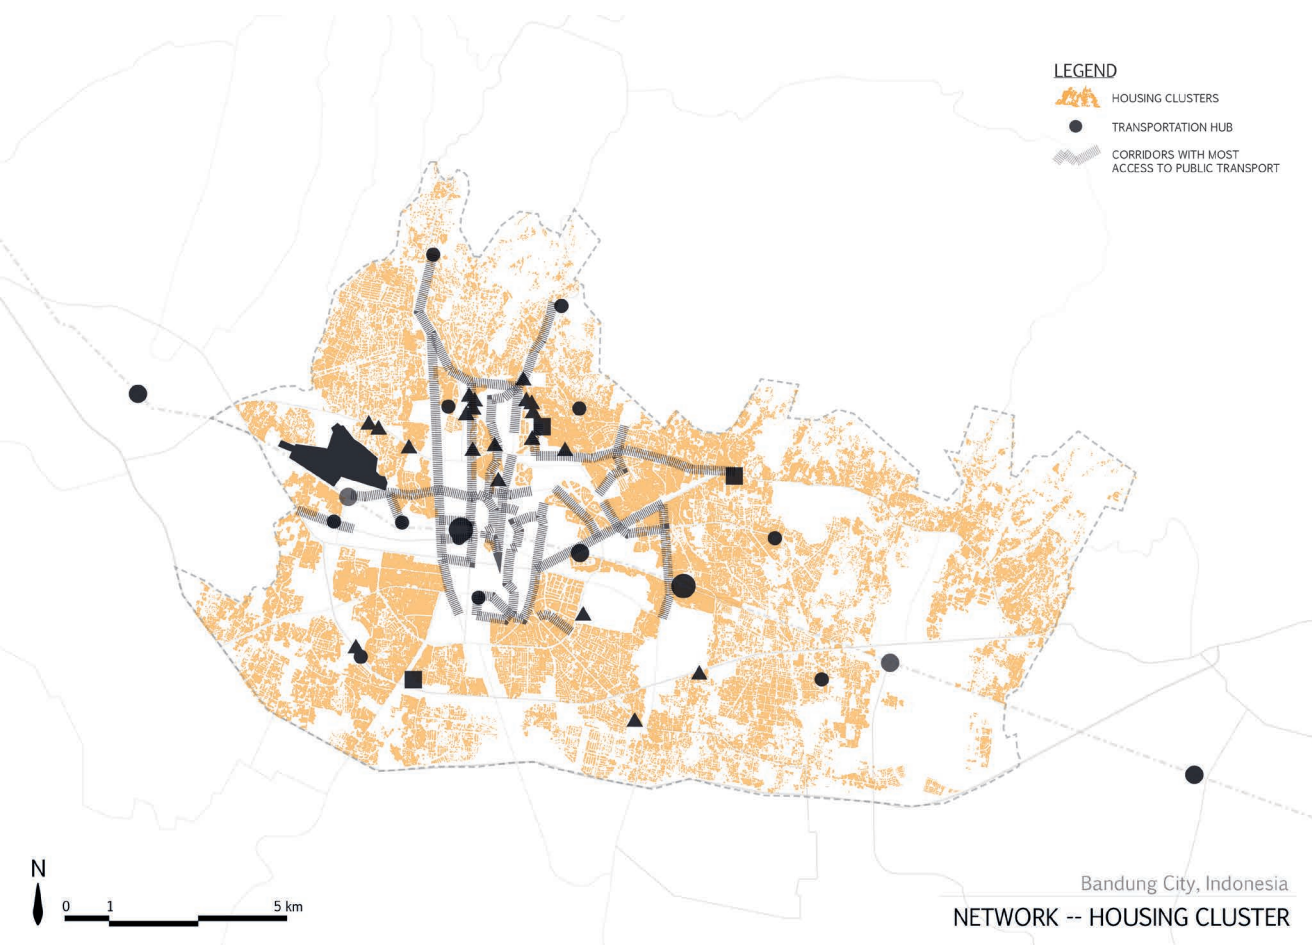 LEGEND
HOUSING CLUSTERS
TRANSPORTATION HUB
CORRIDORS WITH MOST
ACCESS TO PUBLIC TRANSPORT
N
0 1 5 km
Bandung City, Indonesia
NETWORK -- HOUSING CLUSTER